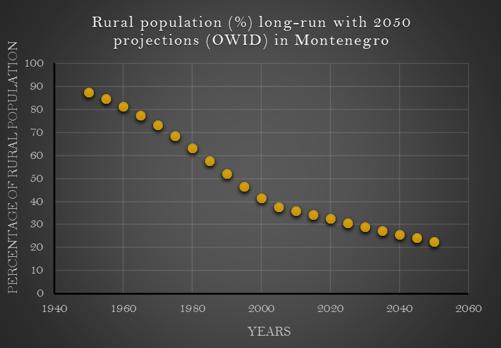 Rural population (%) long-run with 2050
projections (OWID) in Montenegro
PERCENTAGE OF RURAL POPULATION
100
90
80
70
60
50
40
30
20
10
0
1940 1960 1980 2000 2020 2040 2060
YEARS